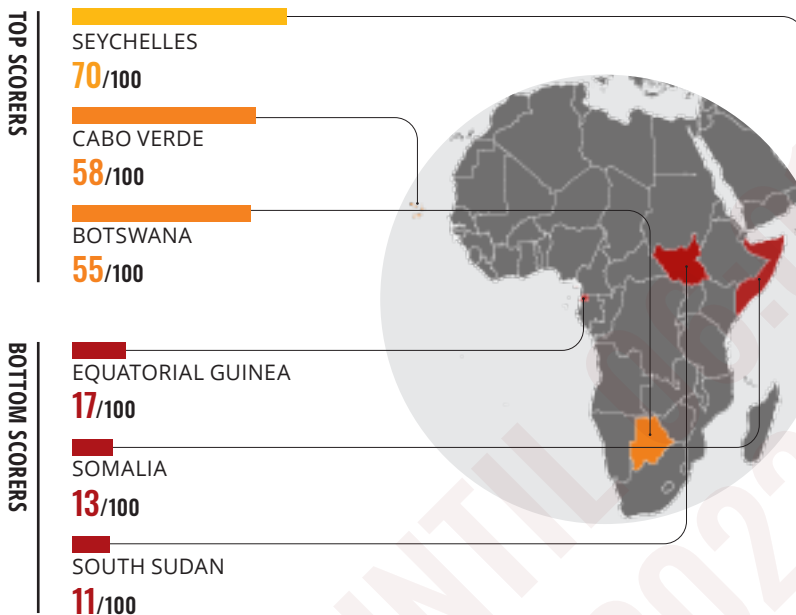 TOP SCORERS
SEYCHELLES
70/100
CABO VERDE
58/100
BOTSWANA
55/100
BOTTOM SCORERS
EQUATORIAL GUINEA
17/100
SOMALIA
13/100
SOUTH SUDAN
11/100